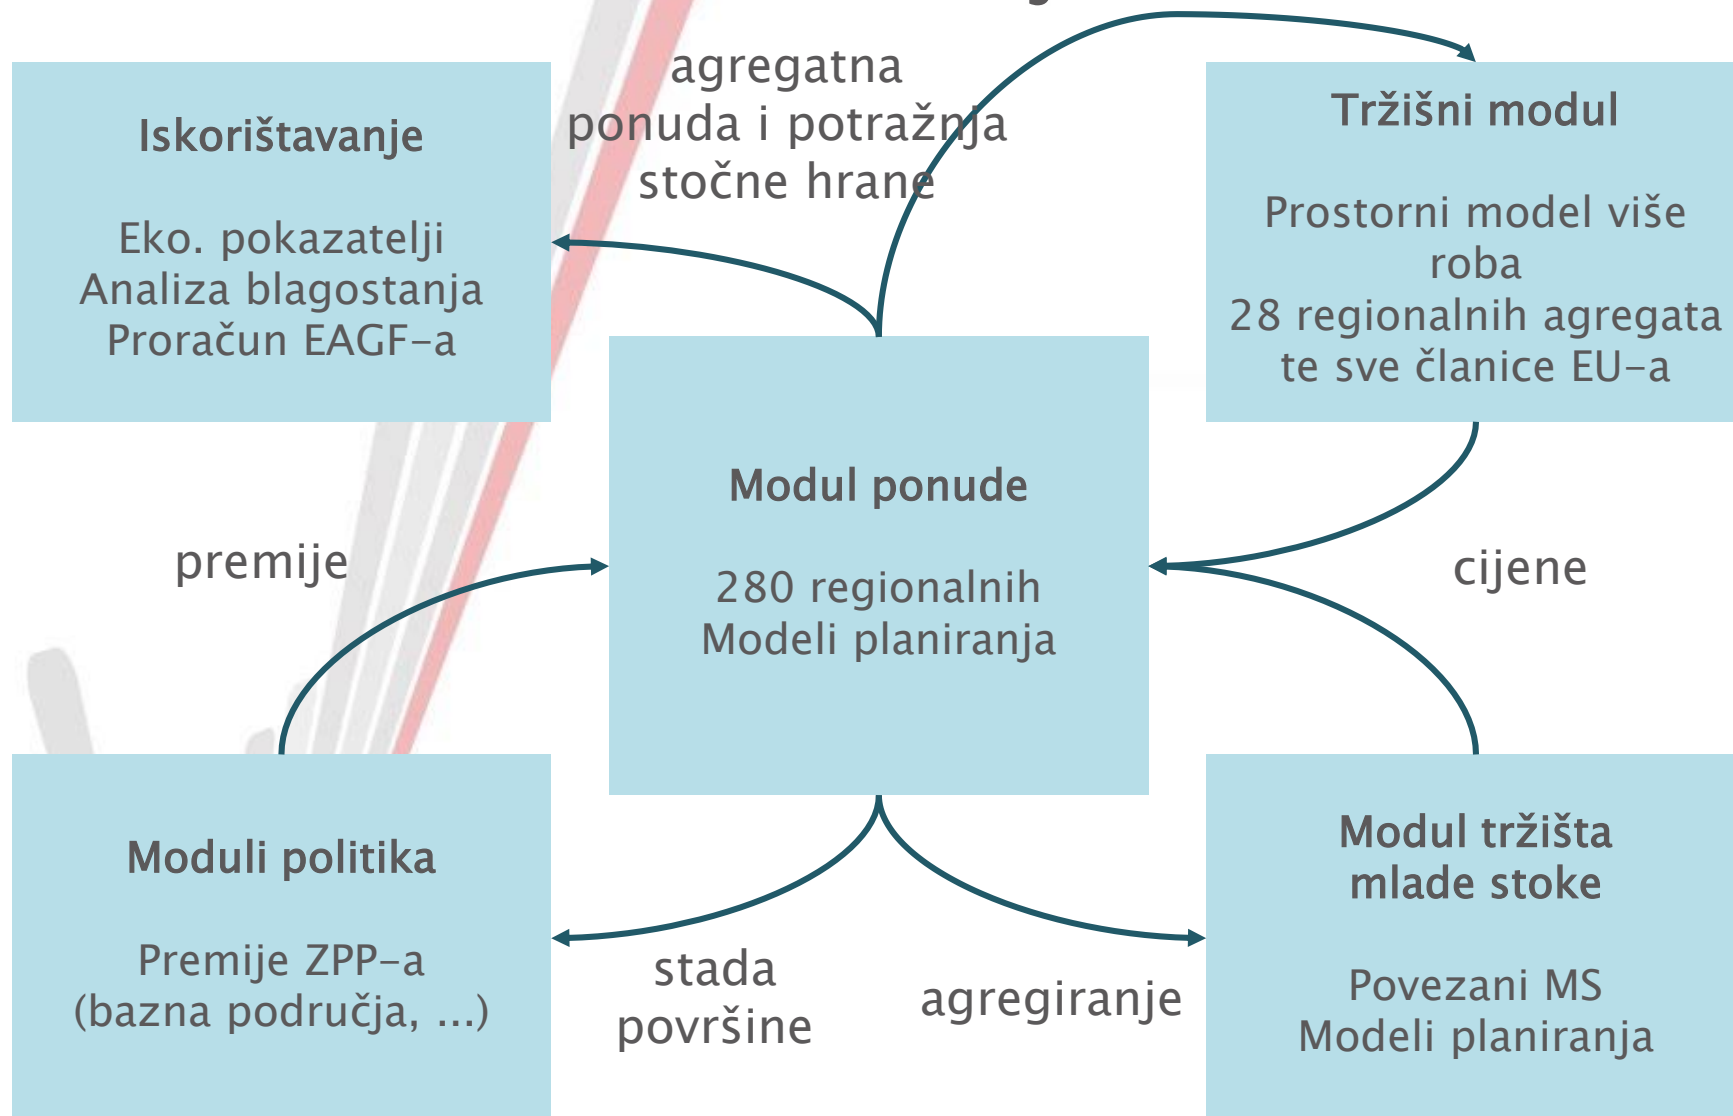 agregatna
ponuda i potražnja
stočne hrane
Iskorištavanje
Eko. pokazatelji
Analiza blagostanja
Proračun EAGF-a
Tržišni modul
Prostorni model više
roba
28 regionalnih agregata
te sve članice EU-a
Modul ponude
280 regionalnih
Modeli planiranja
premije
cijene
Moduli politika
Premije ZPP-a
(bazna područja, ...)
stada
površine
agregiranje
Modul tržišta
mlade stoke
Povezani MS
Modeli planiranja